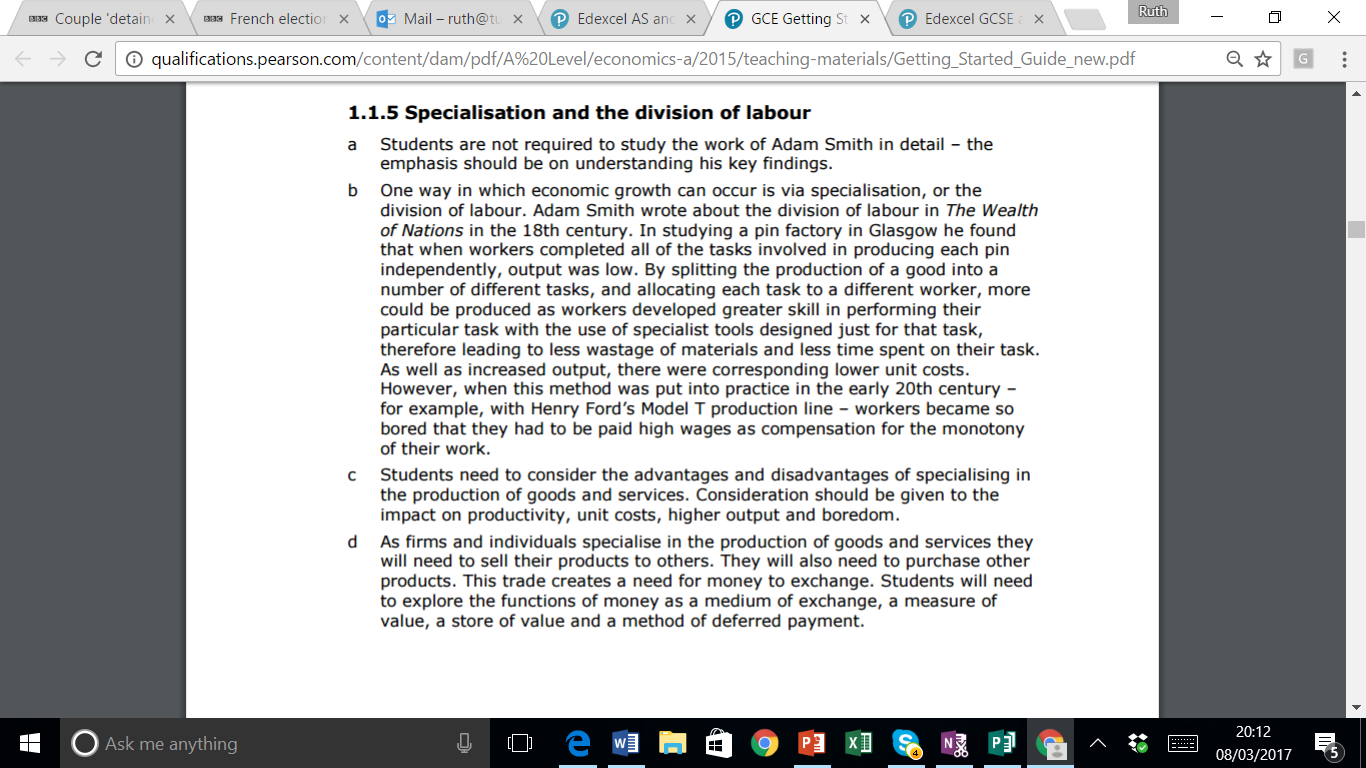 BBC Couple 'detain
BBC French election
Mail – ruth@tu
Edexcel AS and
GCE Getting St
Edexcel GCSE a
Ruth
qualifications.pearson.com/content/dam/pdf/A%20Level/economics-a/2015/teaching-materials/Getting_Started_Guide_new.pdf
G
1.1.5 Specialisation and the division of labour
a Students are not required to study the work of Adam Smith in detail – the
emphasis should be on understanding his key findings.
b One way in which economic growth can occur is via specialisation, or the
division of labour. Adam Smith wrote about the division of labour in The Wealth
of Nations in the 18th century. In studying a pin factory in Glasgow he found
that when workers completed all of the tasks involved in producing each pin
independently, output was low. By splitting the production of a good into a
number of different tasks, and allocating each task to a different worker, more
could be produced as workers developed greater skill in performing their
particular task with the use of specialist tools designed just for that task,
therefore leading to less wastage of materials and less time spent on their task.
As well as increased output, there were corresponding lower unit costs.
However, when this method was put into practice in the early 20th century –
for example, with Henry Ford's Model T production line – workers became so
bored that they had to be paid high wages as compensation for the monotony
of their work.
c Students need to consider the advantages and disadvantages of specialising in
the production of goods and services. Consideration should be given to the
impact on productivity, unit costs, higher output and boredom.
d As firms and individuals specialise in the production of goods and services they
will need to sell their products to others. They will also need to purchase other
products. This trade creates a need for money to exchange. Students will need
to explore the functions of money as a medium of exchange, a measure of
value, a store of value and a method of deferred payment.
Ask me anything
4
20:12
08/03/2017
5